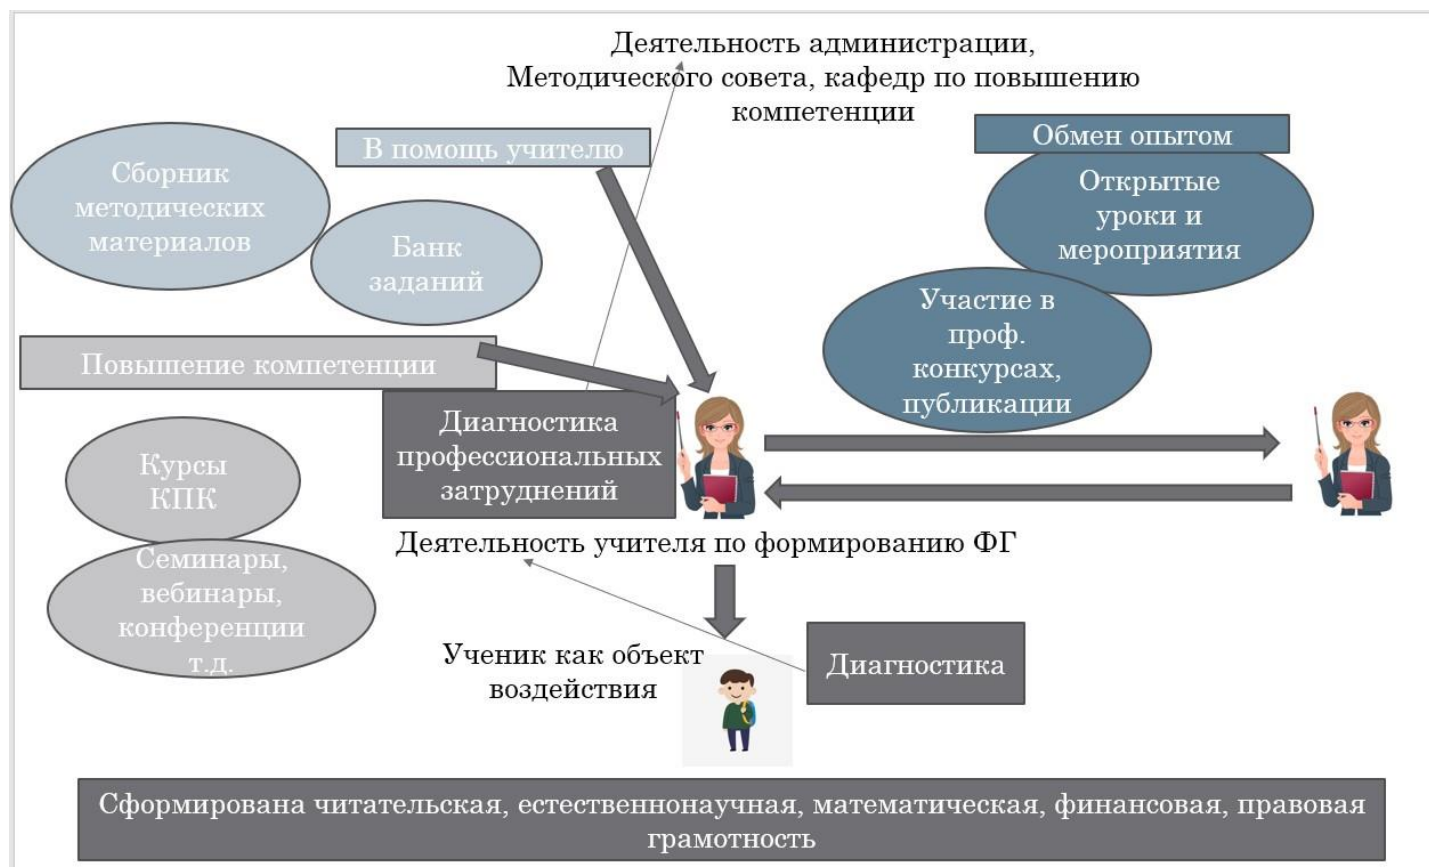 Деятельность администрации,
Методического совета, кафедр по повышению
компетенции
В помощь учителю
Обмен опытом
Сборник
методических
материалов
Открытые
уроки и
мероприятия
Банк
заданий
Участие в
проф.
конкурсах,
публикации
Повышение компетенции
Диагностика
профессиональных
затруднений
Курсы
КПК
Деятельность учителя по формированию ФГ
Семинары,
вебинары,
конференции
т.д.
Ученик как объект
воздействия
Диагностика
Сформирована читательская, естественнонаучная, математическая, финансовая, правовая
грамотность